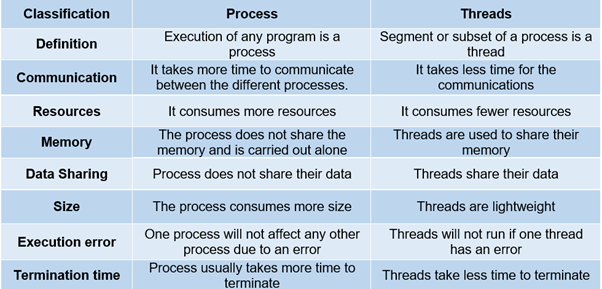 Classification Process Threads
Definition Execution of any program is a process Segment or subset of a process is a thread
Communication It takes more time to communicate between the different processes. It takes less time for the communications
Resources It consumes more resources It consumes fewer resources
Memory The process does not share the memory and is carried out alone Threads are used to share their memory
Data Sharing Process does not share their data Threads share their data
Size The process consumes more size Threads are lightweight
Execution error One process will not affect any other process due to an error Threads will not run if one thread has an error
Termination time Process usually takes more time to terminate Threads take less time to terminate